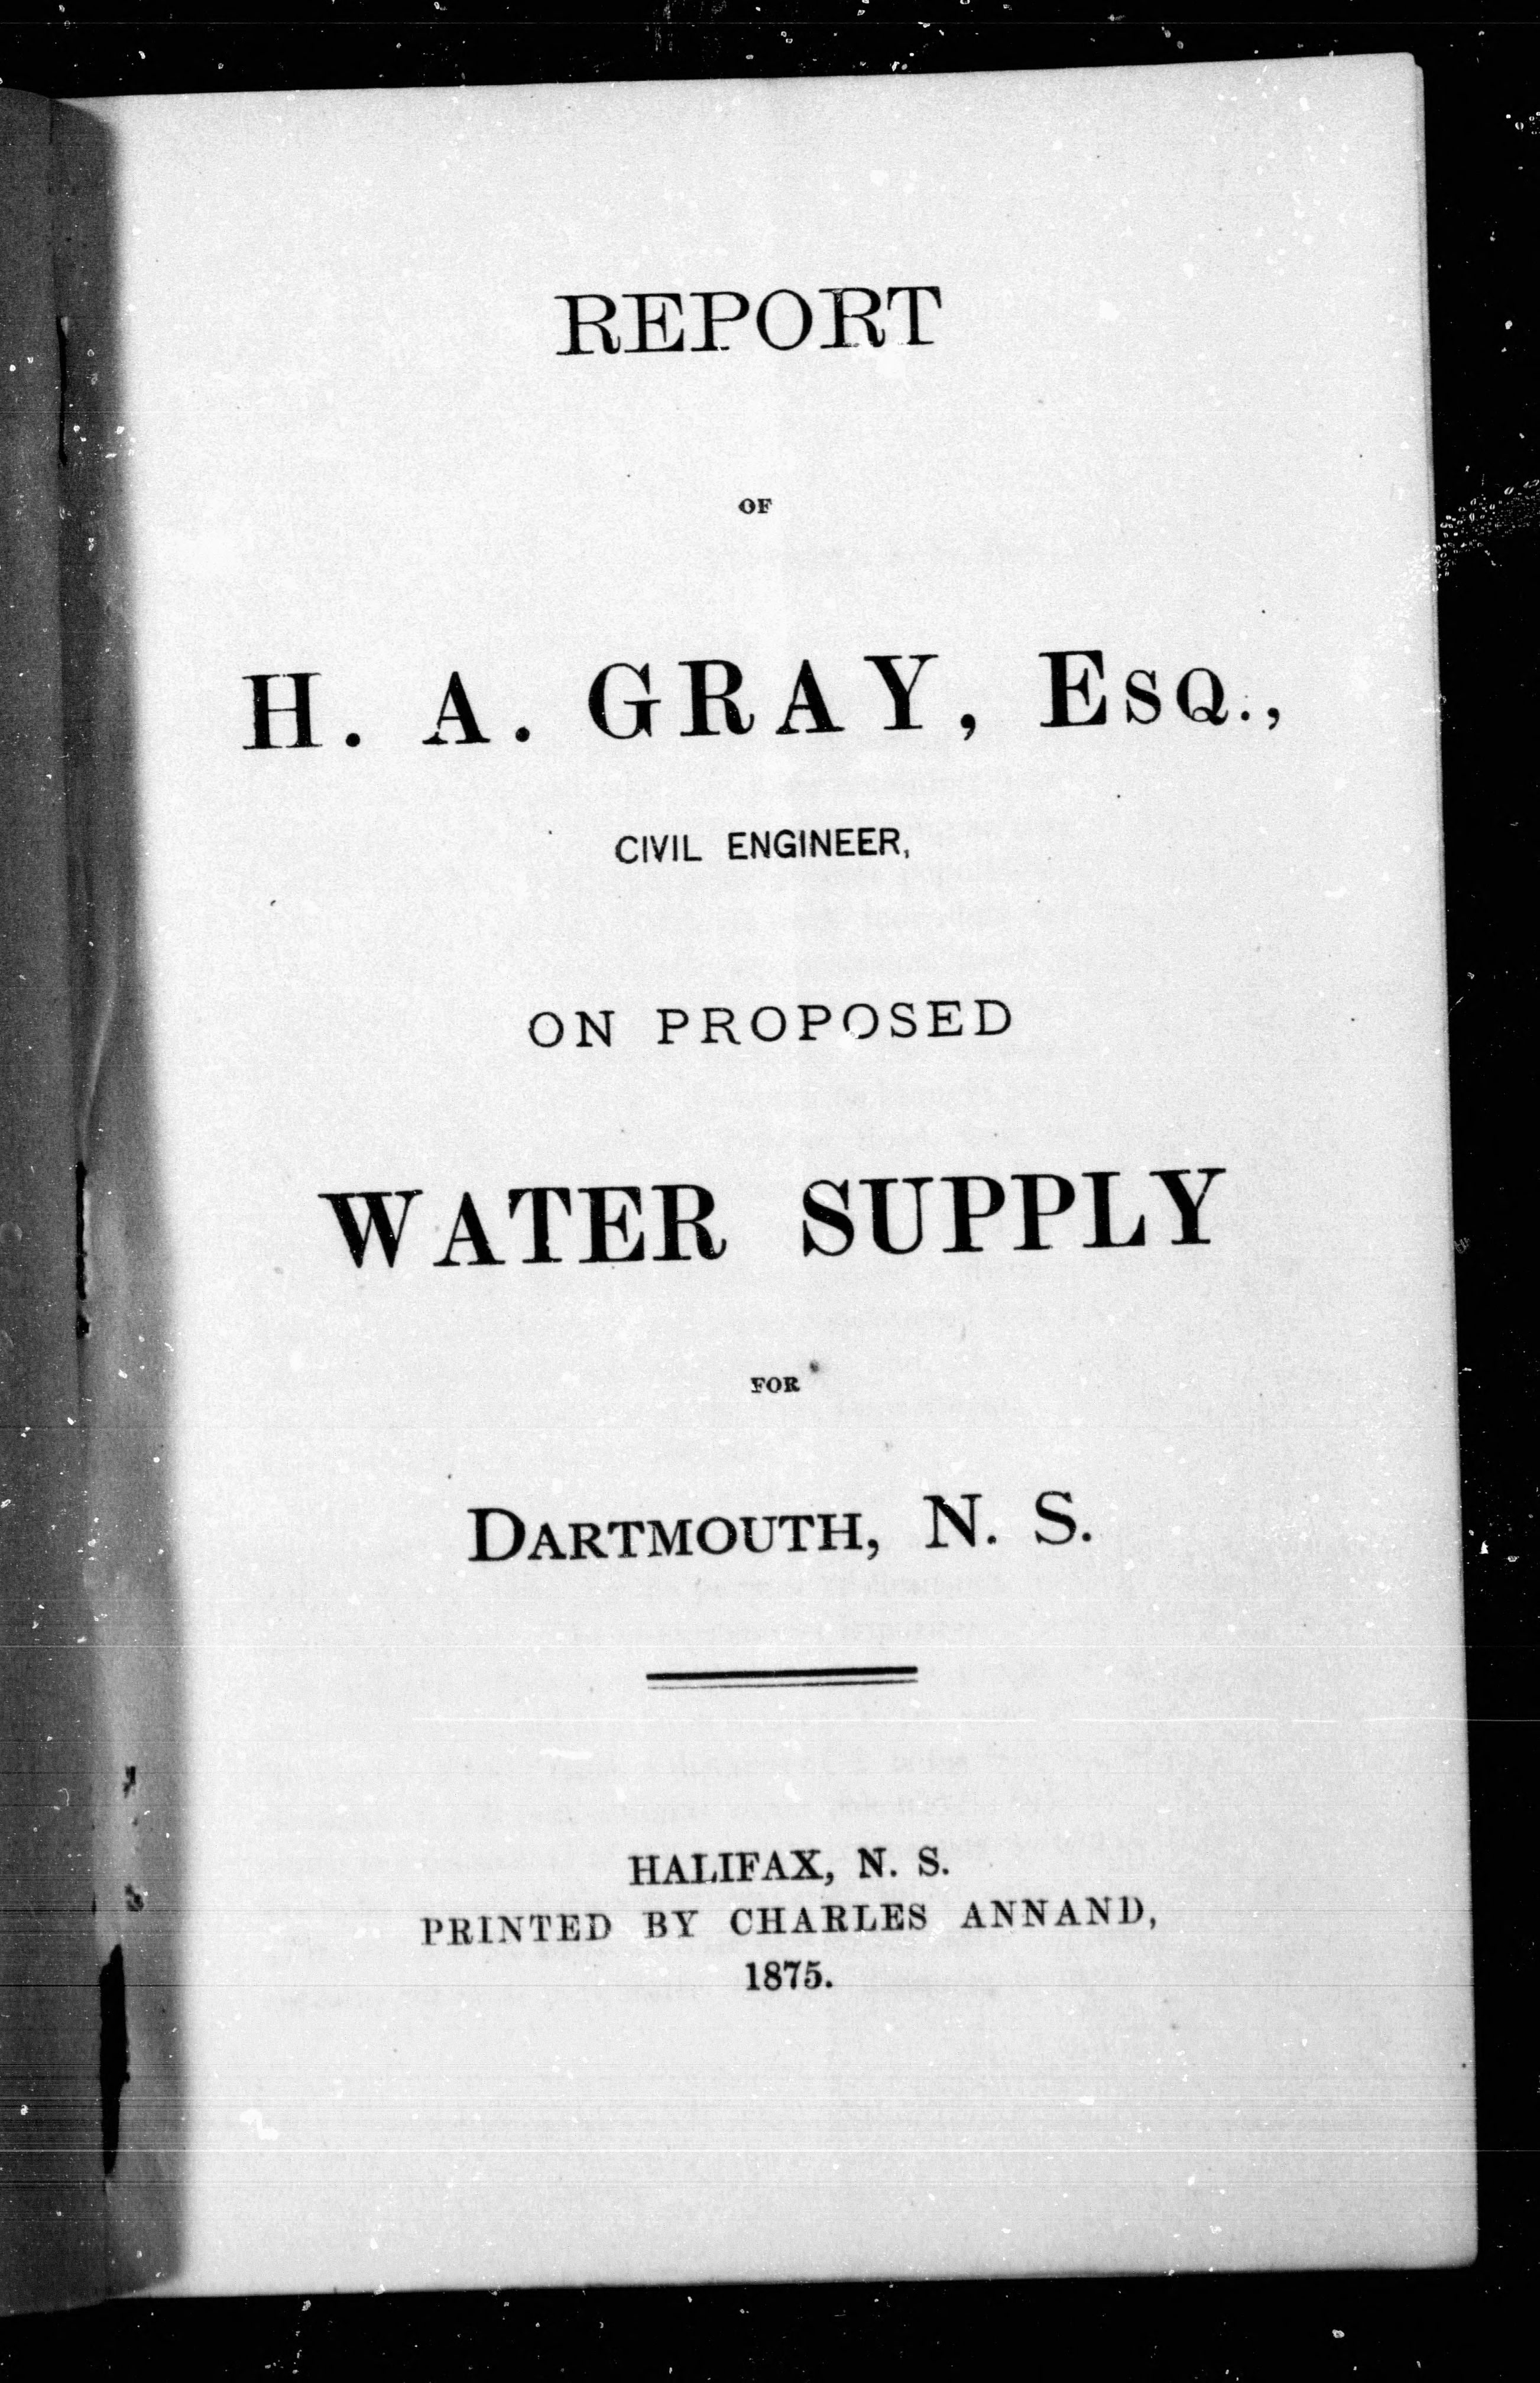 REPORT
OF
H. A. GRAY, ESQ.,
CIVIL ENGINEER,
ON PROPOSED
WATER SUPPLY
FOR
DARTMOUTH, N. S.
HALIFAX, N. S.
PRINTED BY CHARLES ANNAND,
1875.